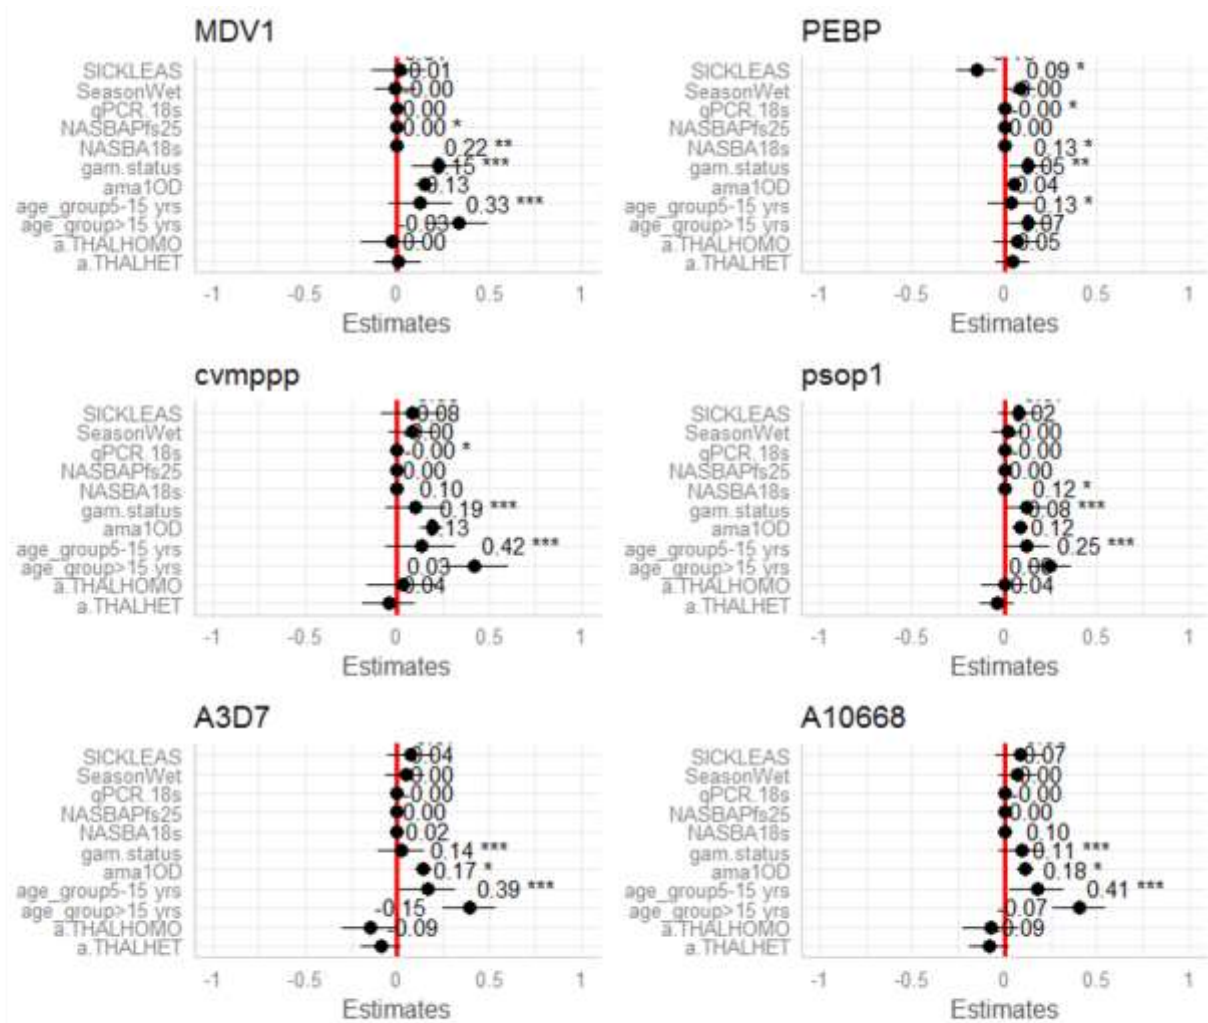 MDV1
SICKLEAS
0.01
SeasonWet
-0.00
qPCR.18s
0.00
NASBAPfs25
0.00 *
NASBA18s
0.22 **
gam.status
.15 ***
ama1OD
0.13
age_group5-15 yrs
0.33 ***
age_group>15 yrs
-0.03
a.THALHOMO
0.00
a.THALHET
-1 -0.5 0 0.5 1
Estimates
PEBP
SICKLEAS
0.09 *
SeasonWet
-0.00
qPCR.18s
-0.00 *
NASBAPfs25
0.00
NASBA18s
0.13 *
gam.status
.05 **
ama1OD
0.04
age_group5-15 yrs
0.13 *
age_group>15 yrs
.07
a.THALHOMO
0.05
a.THALHET
-1 -0.5 0 0.5 1
Estimates
cvmppp
SICKLEAS
0.08
SeasonWet
0.00
qPCR.18s
-0.00 *
NASBAPfs25
0.00
NASBA18s
0.10
gam.status
0.19 ***
ama1OD
0.13
age_group5-15 yrs
0.42 ***
age_group>15 yrs
0.03
a.THALHOMO
0.04
a.THALHET
-1 -0.5 0 0.5 1
Estimates
psop1
SICKLEAS
.02
SeasonWet
-0.00
qPCR.18s
-0.00
NASBAPfs25
0.00
NASBA18s
0.12 *
gam.status
0.08 ***
ama1OD
0.12
age_group5-15 yrs
0.25 ***
age_group>15 yrs
a.THALHOMO
0.04
a.THALHET
-1 -0.5 0 0.5 1
Estimates
A3D7
SICKLEAS
0.04
SeasonWet
0.00
qPCR.18s
-0.00
NASBAPfs25
0.00
NASBA18s
0.02
gam.status
0.14 ***
ama1OD
0.17 *
age_group5-15 yrs
0.39 ***
age_group>15 yrs
-0.15
a.THALHOMO
0.09
a.THALHET
-1 -0.5 0 0.5 1
Estimates
A10668
SICKLEAS
0.07
SeasonWet
0.00
qPCR.18s
-0.00
NASBAPfs25
0.00
NASBA18s
0.10
gam.status
0.11 ***
ama1OD
0.18 *
age_group5-15 yrs
0.41 ***
age_group>15 yrs
-0.07
a.THALHOMO
0.09
a.THALHET
-1 -0.5 0 0.5 1
Estimates